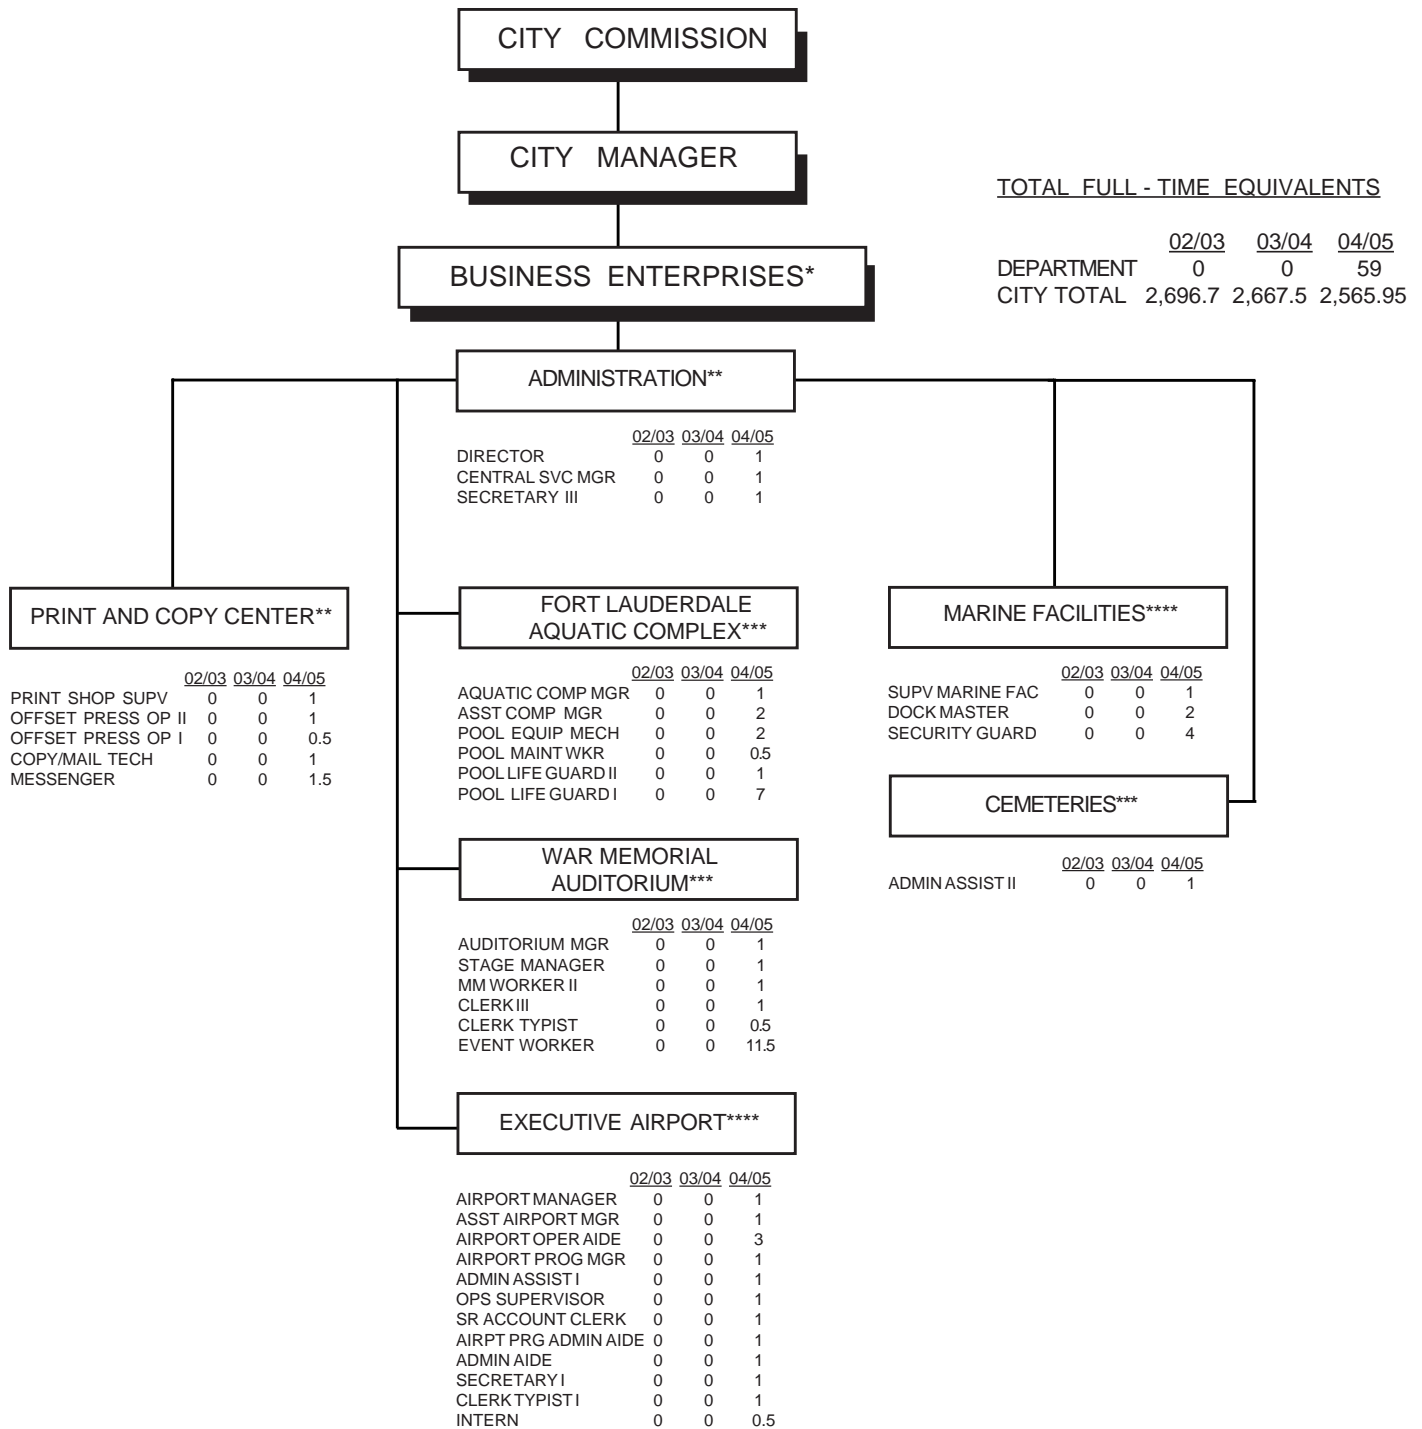 CITY COMMISSION
CITY MANAGER
BUSINESS ENTERPRISES*
TOTAL FULL - TIME EQUIVALENTS
02/03 03/04 04/05
DEPARTMENT 0 0 59
CITY TOTAL 2,696.7 2,667.5 2,565.95
ADMINISTRATION**
02/03 03/04 04/05
DIRECTOR 0 0 1
CENTRAL SVC MGR 0 0 1
SECRETARY III 0 0 1
PRINT AND COPY CENTER**
02/03 03/04 04/05
PRINT SHOP SUPV 0 0 1
OFFSET PRESS OP II 0 0 1
OFFSET PRESS OP I 0 0 0.5
COPY/MAIL TECH 0 0 1
MESSENGER 0 0 1.5
FORT LAUDERDALE
AQUATIC COMPLEX***
02/03 03/04 04/05
AQUATIC COMP MGR 0 0 1
ASST COMP MGR 0 0 2
POOL EQUIP MECH 0 0 2
POOL MAINT WKR 0 0 0.5
POOL LIFE GUARD II 0 0 1
POOL LIFE GUARD I 0 0 7
WAR MEMORIAL
AUDITORIUM***
02/03 03/04 04/05
AUDITORIUM MGR 0 0 1
STAGE MANAGER 0 0 1
MM WORKER II 0 0 1
CLERK III 0 0 1
CLERK TYPIST 0 0 0.5
EVENT WORKER 0 0 11.5
EXECUTIVE AIRPORT****
02/03 03/04 04/05
AIRPORT MANAGER 0 0 1
ASST AIRPORT MGR 0 0 1
AIRPORT OPER AIDE 0 0 3
AIRPORT PROG MGR 0 0 1
ADMIN ASSIST I 0 0 1
OPS SUPERVISOR 0 0 1
SR ACCOUNT CLERK 0 0 1
AIRPT PRG ADMIN AIDE 0 0 1
ADMIN AIDE 0 0 1
SECRETARY I 0 0 1
CLERK TYPIST I 0 0 1
INTERN 0 0 0.5
MARINE FACILITIES****
02/03 03/04 04/05
SUPV MARINE FAC 0 0 1
DOCK MASTER 0 0 2
SECURITY GUARD 0 0 4
CEMETERIES***
02/03 03/04 04/05
ADMIN ASSIST II 0 0 1